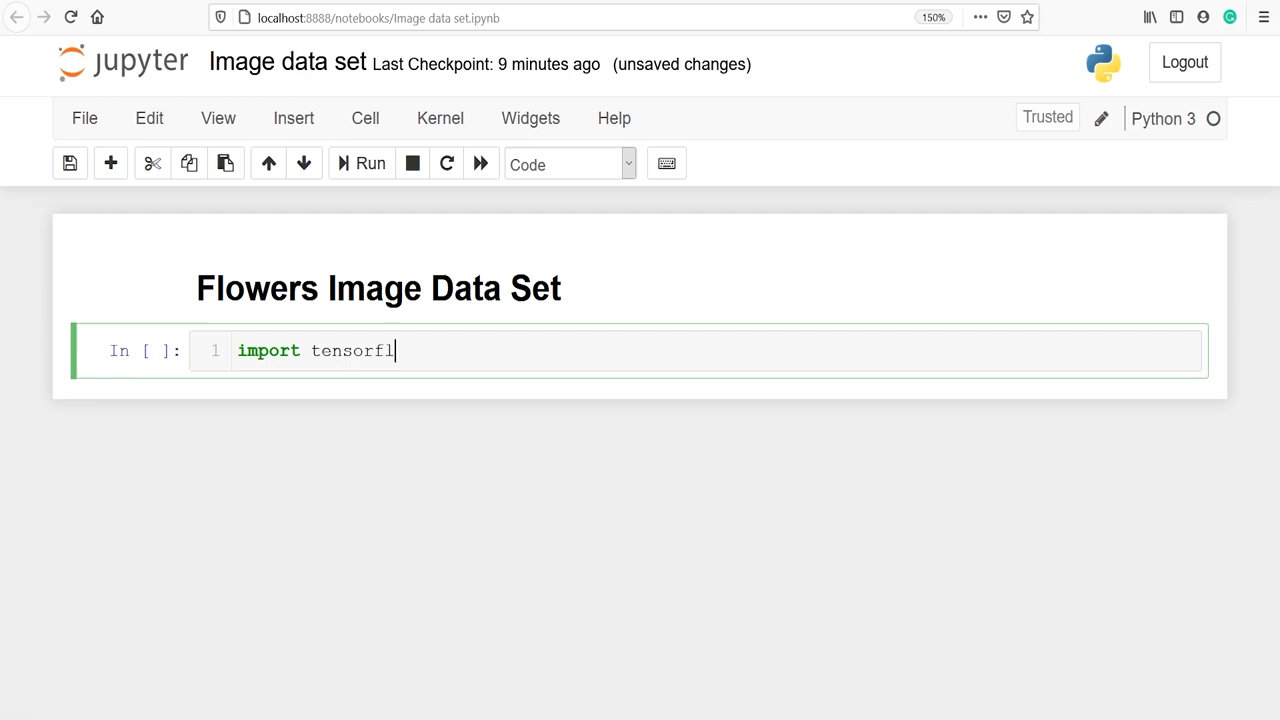 localhost:8888/notebooks/Image data set.ipynb 150%
jupyter Image data set Last Checkpoint: 9 minutes ago (unsaved changes) Logout
File Edit View Insert Cell Kernel Widgets Help Trusted Python 3
Run Code
Flowers Image Data Set
In [ ]: 1 import tensorfl